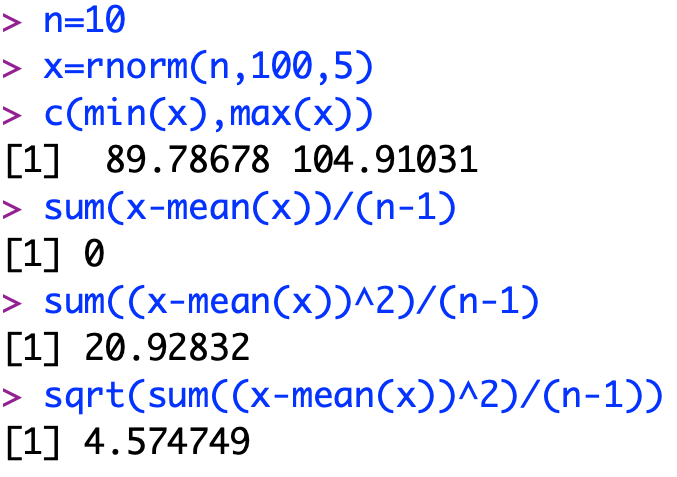 > n=10
> x=rnorm(n,100,5)
> c(min(x),max(x))
[1]  89.78678 104.91031
> sum(x-mean(x))/(n-1)
[1] 0
> sum((x-mean(x))^2)/(n-1)
[1] 20.92832
> sqrt(sum((x-mean(x))^2)/(n-1))
[1] 4.574749